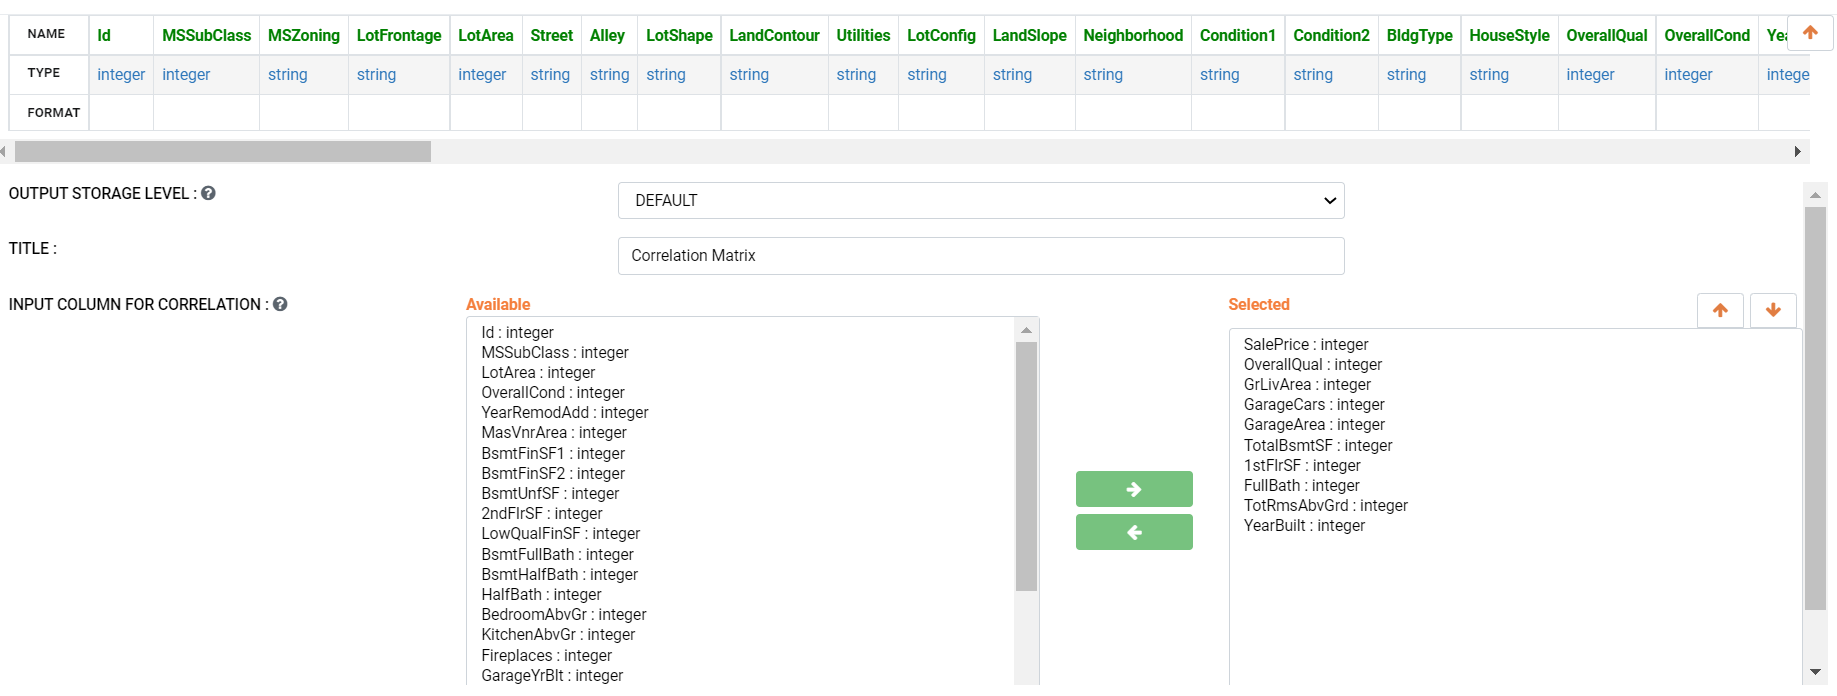 NAME Id MSSubClass MSZoning LotFrontage LotArea Street Alley LotShape LandContour Utilities LotConfig LandSlope Neighborhood Condition1 Condition2 BldgType HouseStyle OverallQual OverallCond Yea
TYPE integer integer string string integer string string string string string string string string string string string string integer integer intege
FORMAT
OUTPUT STORAGE LEVEL :
DEFAULT
TITLE :
Correlation Matrix
INPUT COLUMN FOR CORRELATION :
Available
Id : integer
MSSubClass : integer
LotArea : integer
OverallCond : integer
YearRemodAdd : integer
MasVnrArea : integer
BsmtFinSF1 : integer
BsmtFinSF2 : integer
BsmtUnfSF : integer
2ndFlrSF : integer
LowQualFinSF : integer
BsmtFullBath : integer
BsmtHalfBath : integer
HalfBath : integer
BedroomAbvGr : integer
KitchenAbvGr : integer
Fireplaces : integer
GarageYrBlt : integer
Selected
SalePrice : integer
OverallQual : integer
GrLivArea : integer
GarageCars : integer
GarageArea : integer
TotalBsmtSF : integer
1stFlrSF : integer
FullBath : integer
TotRmsAbvGrd : integer
YearBuilt : integer